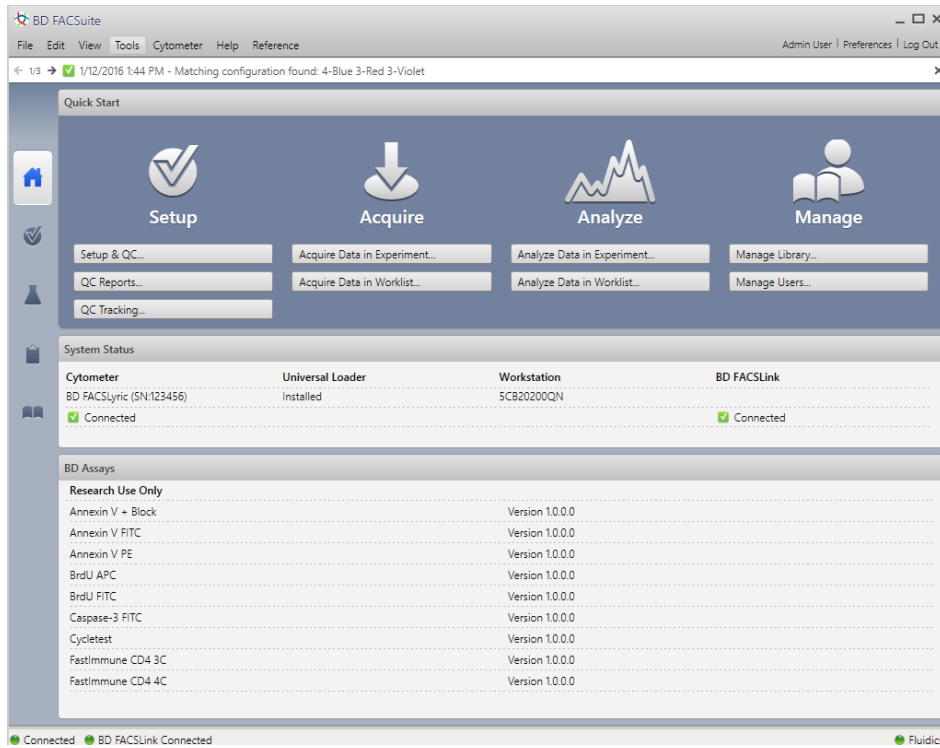 BD FACSuite
File Edit View Tools Cytometer Help Reference Admin User | Preferences | Log Out
1/3 1/12/2016 1:44 PM - Matching configuration found: 4-Blue 3-Red 3-Violet
Quick Start
Setup Acquire Analyze Manage
Setup & QC... Acquire Data in Experiment... Analyze Data in Experiment... Manage Library...
QC Reports... Acquire Data in Worklist... Analyze Data in Worklist... Manage Users...
QC Tracking...
System Status
Cytometer Universal Loader Workstation BD FACSLink
BD FACSLyric (SN:123456) Installed 5CB20200QN
Connected Connected
BD Assays
Research Use Only
Annexin V + Block Version 1.0.0.0
Annexin V FITC Version 1.0.0.0
Annexin V PE Version 1.0.0.0
BrdU APC Version 1.0.0.0
BrdU FITC Version 1.0.0.0
Caspase-3 FITC Version 1.0.0.0
Cycletest Version 1.0.0.0
FastImmune CD4 3C Version 1.0.0.0
FastImmune CD4 4C Version 1.0.0.0
Connected BD FACSLink Connected Fluidic